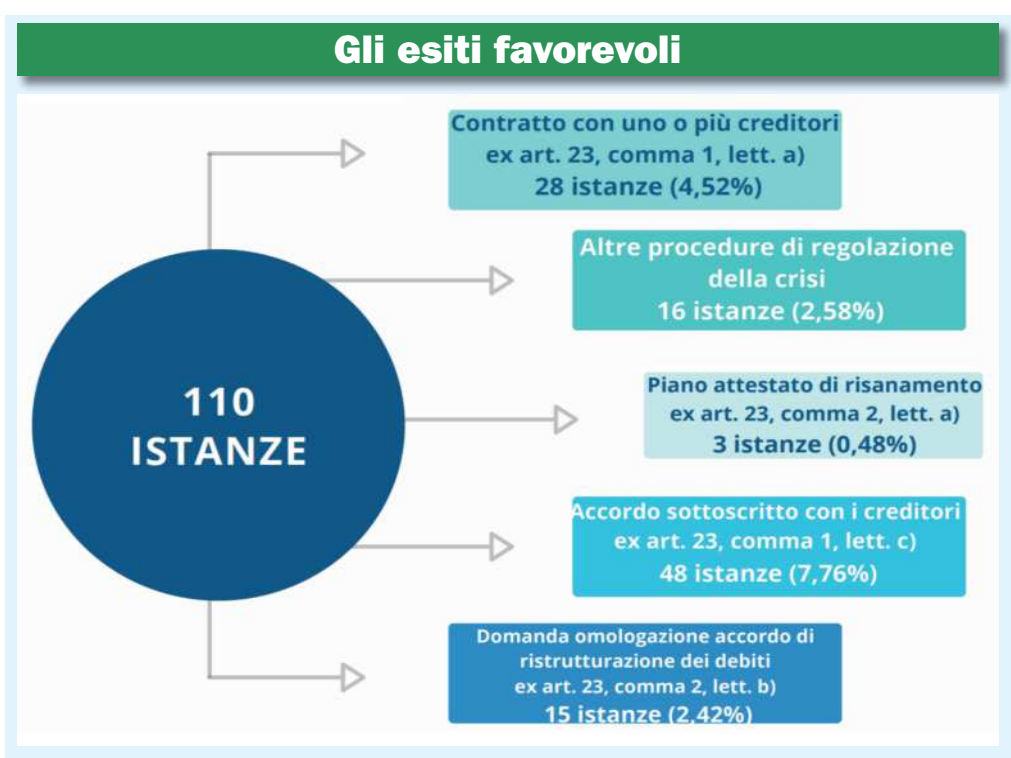 Gli esiti favorevoli
Contratto con uno o più creditori
ex art. 23, comma 1, lett. a)
28 istanze (4,52%)
Altre procedure di regolazione
della crisi
16 istanze (2,58%)
110
ISTANZE
Piano attestato di risanamento
ex art. 23, comma 2, lett. a)
3 istanze (0,48%)
Accordo sottoscritto con i creditori
ex art. 23, comma 1, lett. c)
48 istanze (7,76%)
Domanda omologazione accordo di
ristrutturazione dei debiti
ex art. 23, comma 2, lett. b)
15 istanze (2,42%)